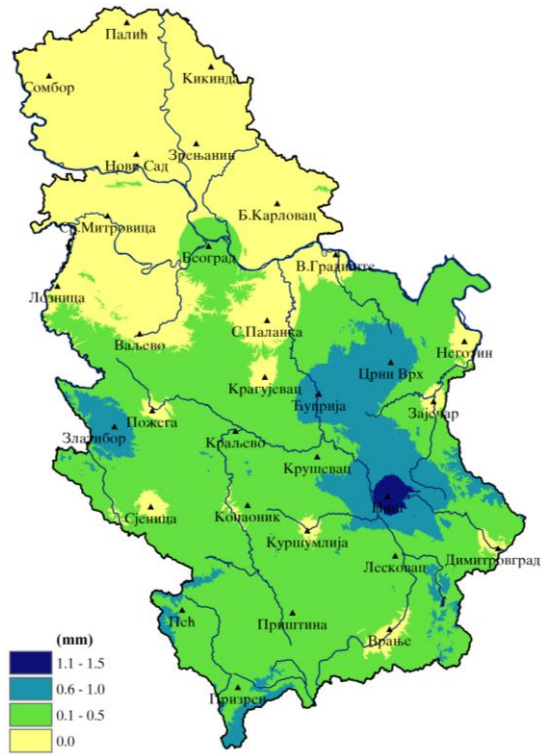 Палић
Кикинда
Сомбор
Зрењанин
Нови Сад
Б.Карловац
Ср.Митровица
Београд
В.Градиште
Лозница
С.Паланка
Ваљево
Неготин
Црни Врх
Крагујевац
Ћуприја
Зајечар
Пожега
Златибор
Краљево
Крушевац
Ниш
Сјеница
Копаоник
Куршумлија
Димитровград
Лесковац
Пећ
Приштина
Врање
(mm)
1.1 - 1.5
0.6 - 1.0
Призрен
0.1 - 0.5
0.0